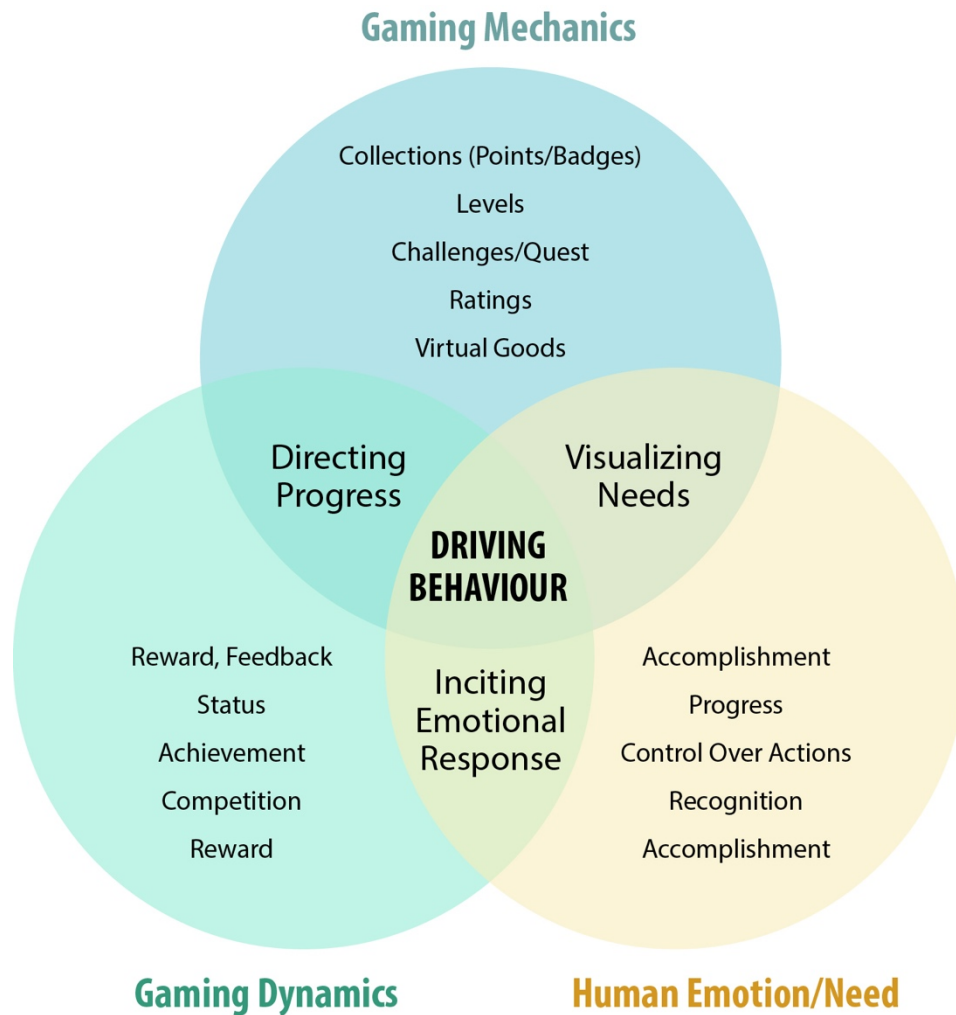 Gaming Mechanics
Collections (Points/Badges)
Levels
Challenges/Quest
Ratings
Virtual Goods
Directing
Progress
Visualizing
Needs
DRIVING
BEHAVIOUR
Reward, Feedback
Status
Achievement
Competition
Reward
Inciting
Emotional
Response
Accomplishment
Progress
Control Over Actions
Recognition
Accomplishment
Gaming Dynamics
Human Emotion/Need